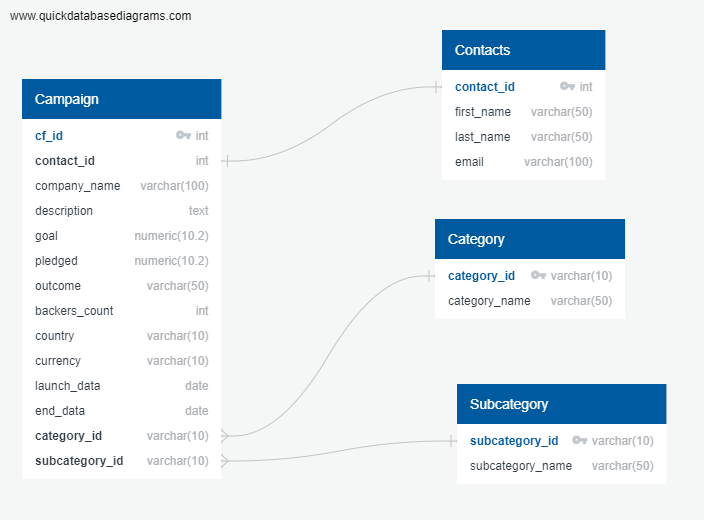 www.quickdatabasediagrams.com
Campaign
cf_id int
contact_id int
company_name varchar(100)
description text
goal numeric(10.2)
pledged numeric(10.2)
outcome varchar(50)
backers_count int
country varchar(10)
currency varchar(10)
launch_data date
end_data date
category_id varchar(10)
subcategory_id varchar(10)
Contacts
contact_id int
first_name varchar(50)
last_name varchar(50)
email varchar(100)
Category
category_id varchar(10)
category_name varchar(50)
Subcategory
subcategory_id varchar(10)
subcategory_name varchar(50)